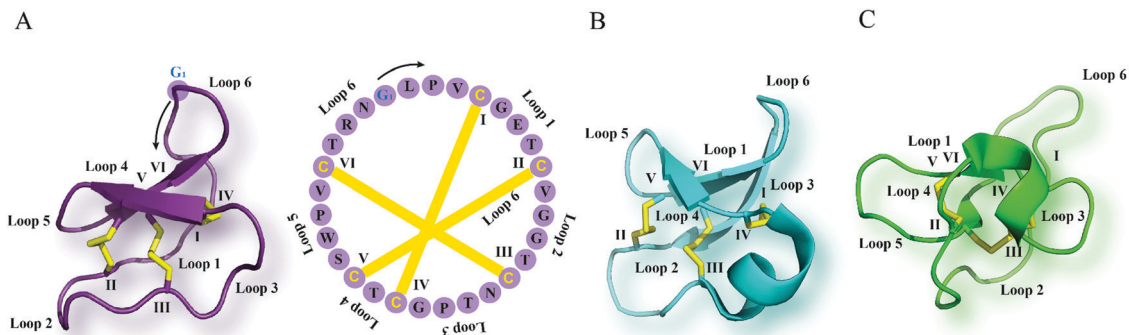 A
G1
Loop 6
Loop 4
VI
V
IV
Loop 5
I
Loop 1
II
III
Loop 3
Loop 2
Loop 6
G1 L P V C G E T C V G G T C N T P G C T C S W P V C T R N
I
Loop 1
II
Loop 6
Loop 2
III
Loop 3
IV
Loop 4
V
Loop 5
VI
B
Loop 6
Loop 5
Loop 1
VI
V
I
Loop 3
Loop 4
II
IV
Loop 2
III
C
Loop 6
Loop 1
V VI
I
IV
Loop 4
II
Loop 3
Loop 5
III
Loop 2